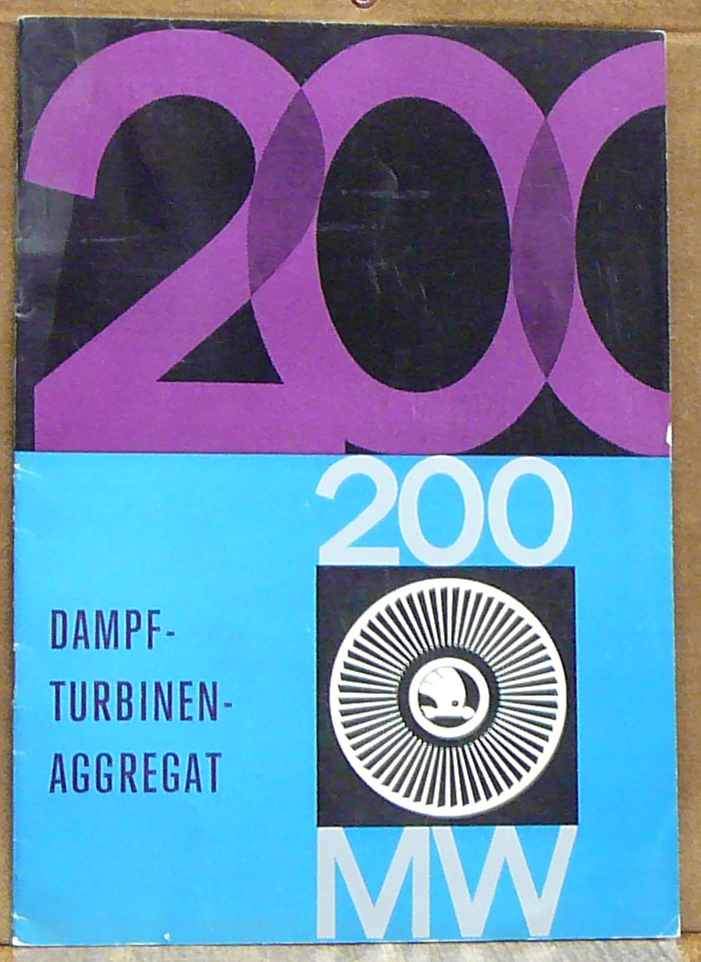 200
200
DAMPF-
TURBINEN-
AGGREGAT
MW